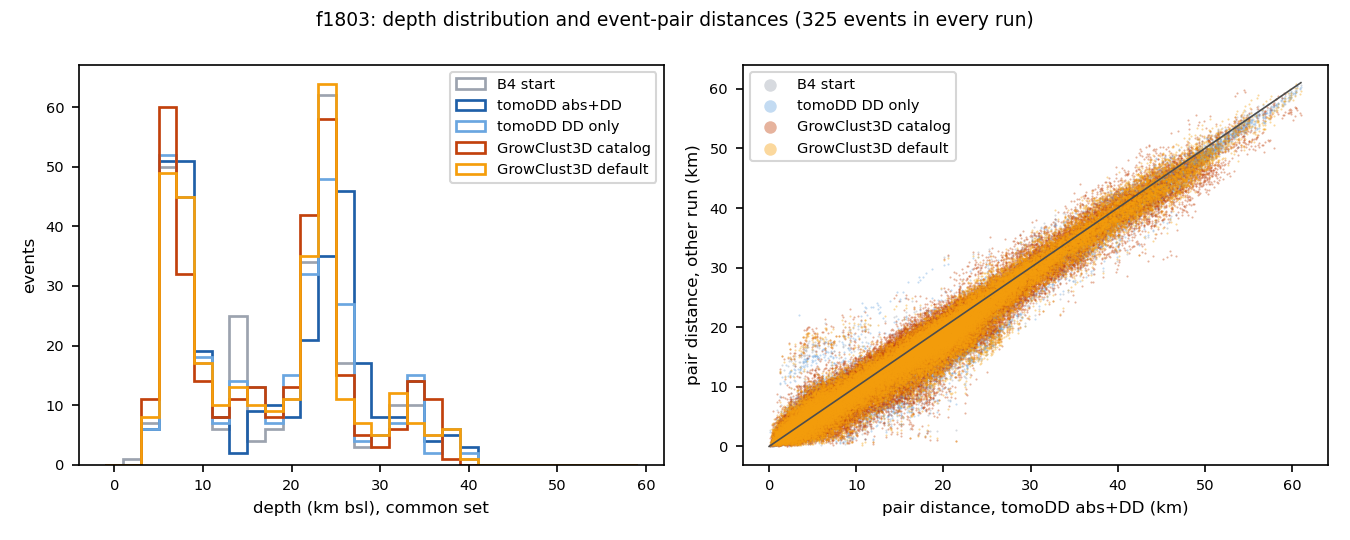 f1803: depth distribution and event-pair distances (325 events in every run)
events
60
50
40
30
20
10
0
B4 start
tomoDD abs+DD
tomoDD DD only
GrowClust3D catalog
GrowClust3D default
0 10 20 30 40 50 60
depth (km bsl), common set
pair distance, other run (km)
60
50
40
30
20
10
0
B4 start
tomoDD DD only
GrowClust3D catalog
GrowClust3D default
0 10 20 30 40 50 60
pair distance, tomoDD abs+DD (km)